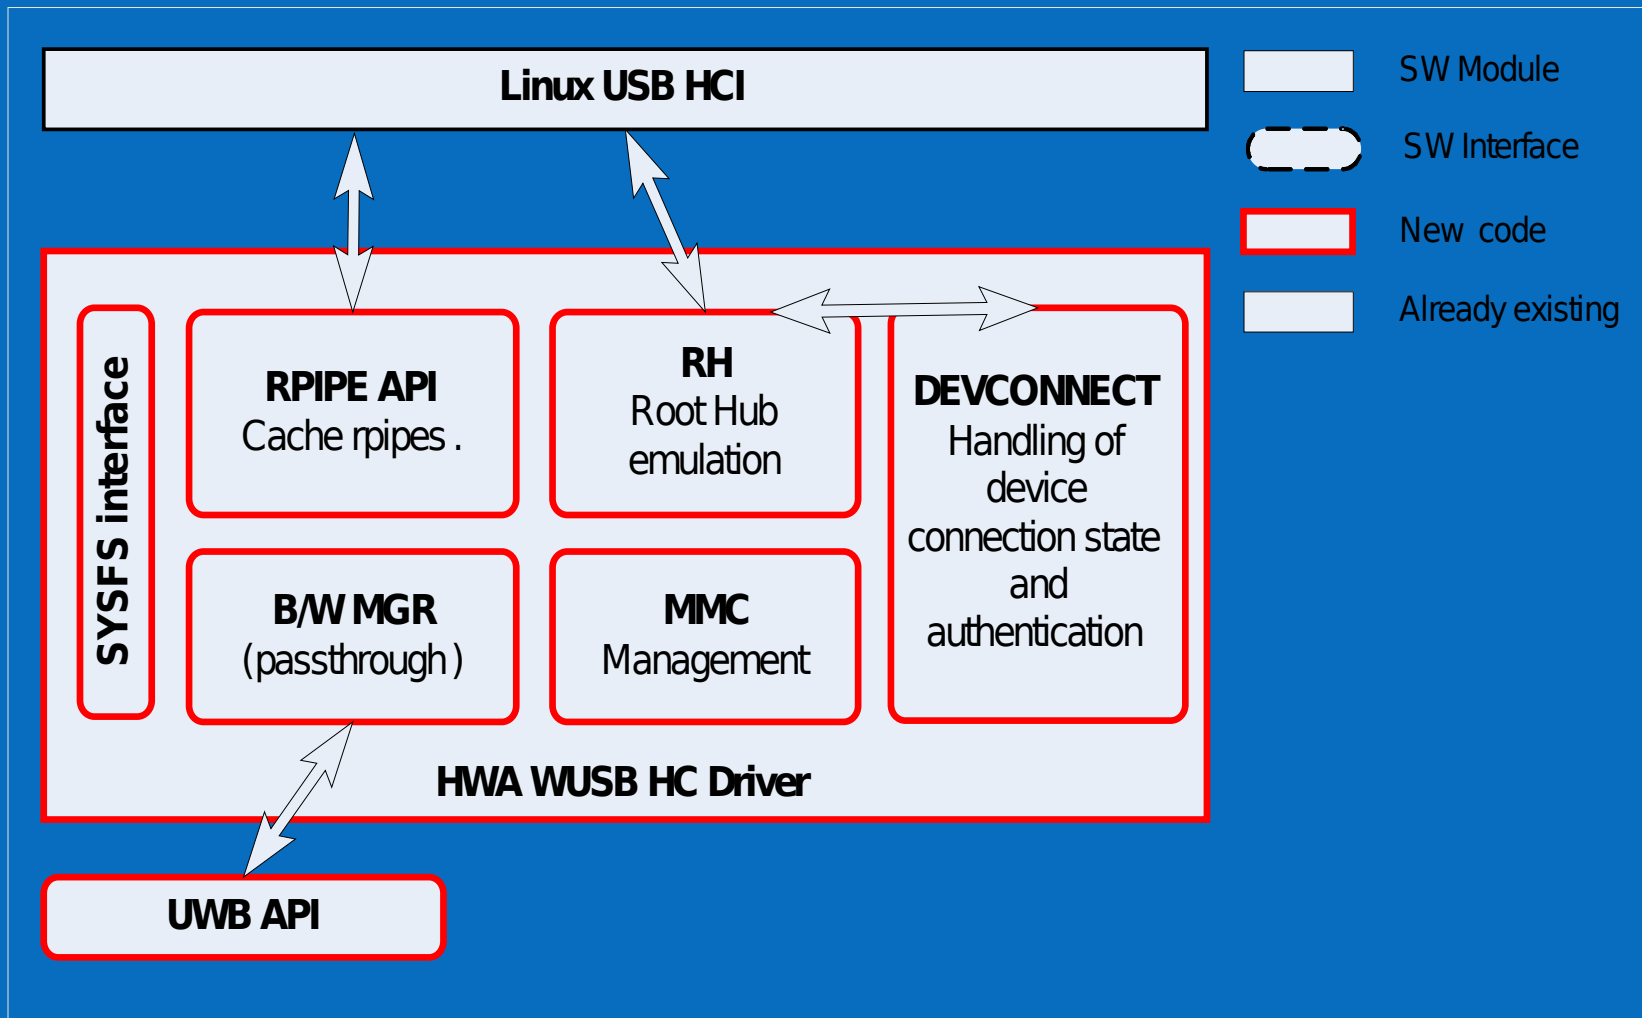 Linux USB HCI
SW Module
SW Interface
New code
Already existing
SYSFS interface
RPIPE API
Cache rpipes .
RH
Root Hub
emulation
DEVCONNECT
Handling of
device
connection state
and
authentication
B/W MGR
(passthrough)
MMC
Management
HWA WUSB HC Driver
UWB API